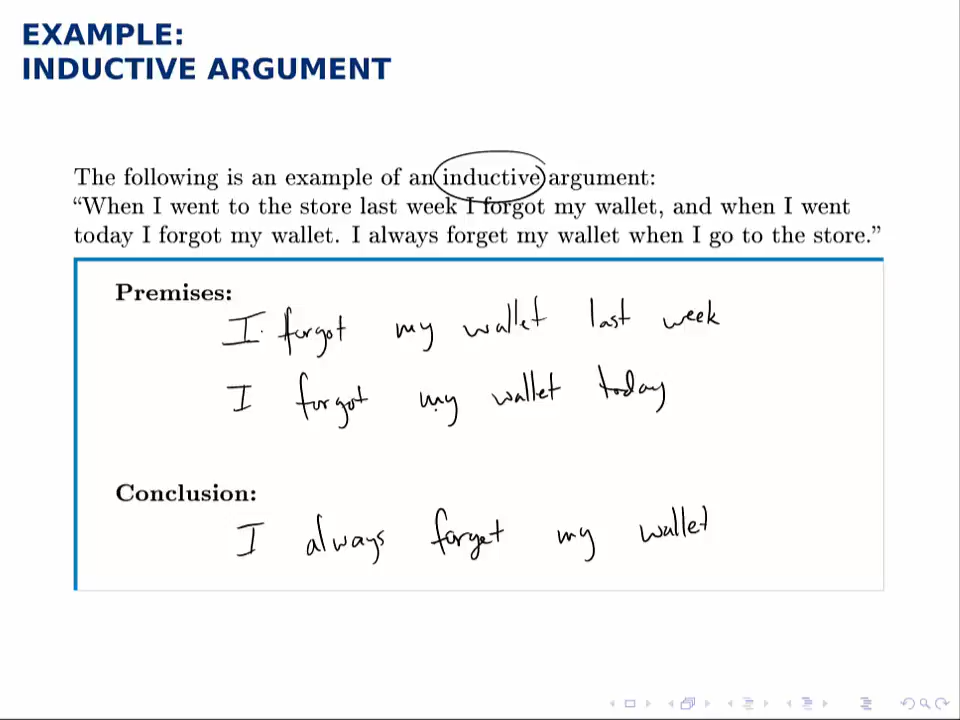 EXAMPLE:
INDUCTIVE ARGUMENT
The following is an example of an inductive argument:
“When I went to the store last week I forgot my wallet, and when I went
today I forgot my wallet. I always forget my wallet when I go to the store.”
Premises:
I forgot my wallet last week
I forgot my wallet today
Conclusion:
I always forget my wallet